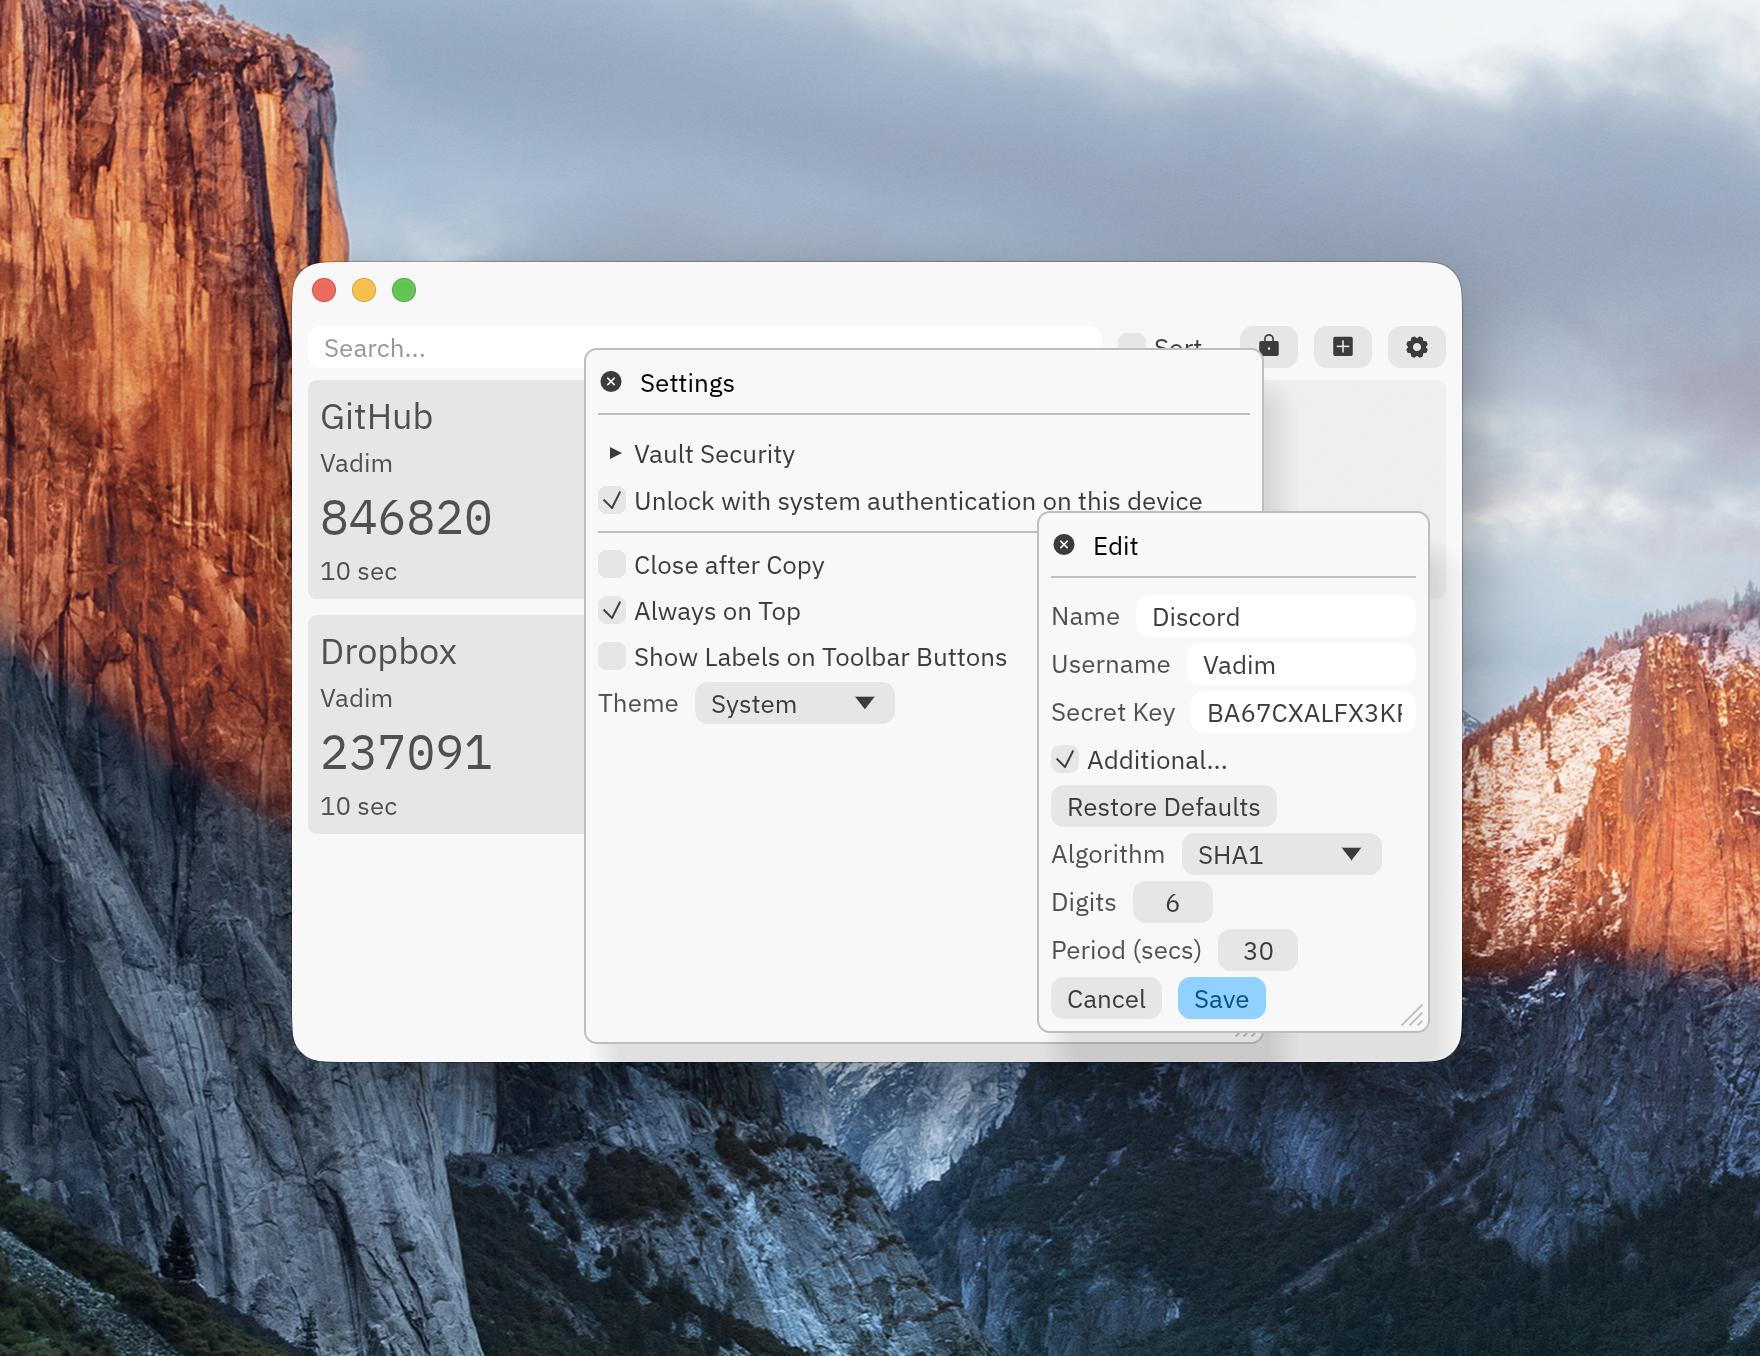 Search...
Sort
GitHub
Vadim
846820
10 sec
Dropbox
Vadim
237091
10 sec
Settings
Vault Security
Unlock with system authentication on this device
Close after Copy
Always on Top
Show Labels on Toolbar Buttons
Theme System
Edit
Name Discord
Username Vadim
Secret Key BA67CXALFX3K
Additional...
Restore Defaults
Algorithm SHA1
Digits 6
Period (secs) 30
Cancel Save